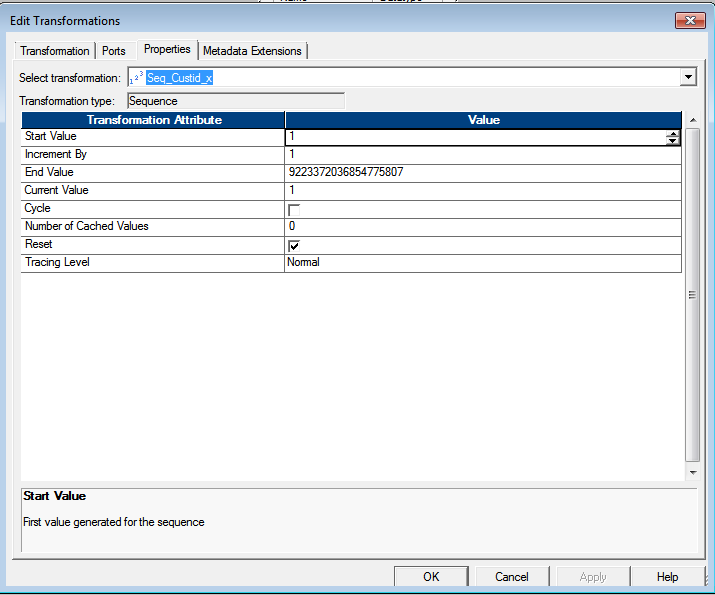 Edit Transformations
Transformation Ports Properties Metadata Extensions
Select transformation: 1 2 3 Seq_Custid_x
Transformation type: Sequence
Transformation Attribute Value
Start Value 1
Increment By 1
End Value 9223372036854775807
Current Value 1
Cycle
Number of Cached Values 0
Reset
Tracing Level Normal
Start Value
First value generated for the sequence
OK Cancel Apply Help